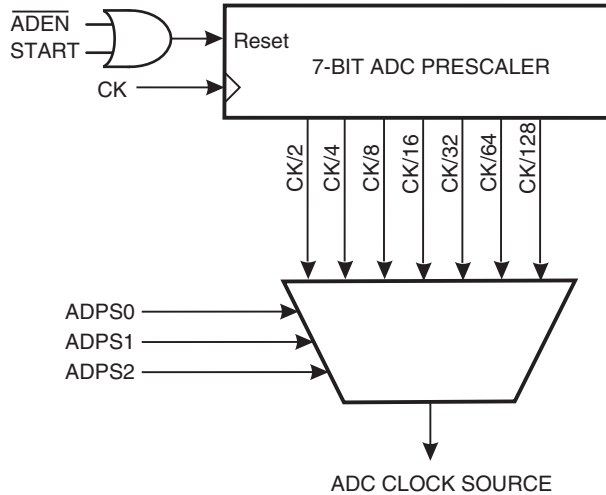 ADEN
START
Reset
7-BIT ADC PRESCALER
CK
CK/2
CK/4
CK/8
CK/16
CK/32
CK/64
CK/128
ADPS0
ADPS1
ADPS2
ADC CLOCK SOURCE